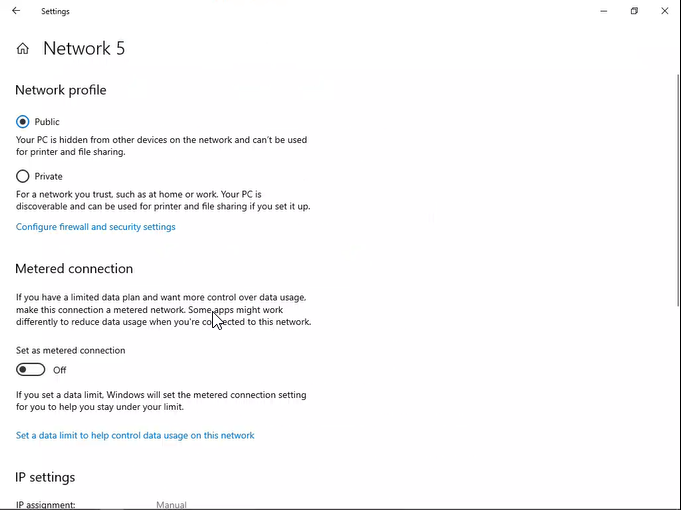 Settings
Network 5
Network profile
Public
Your PC is hidden from other devices on the network and can't be used
for printer and file sharing.
Private
For a network you trust, such as at home or work. Your PC is
discoverable and can be used for printer and file sharing if you set it up.
Configure firewall and security settings
Metered connection
If you have a limited data plan and want more control over data usage,
make this connection a metered network. Some apps might work
differently to reduce data usage when you're connected to this network.
Set as metered connection
Off
If you set a data limit, Windows will set the metered connection setting
for you to help you stay under your limit.
Set a data limit to help control data usage on this network
IP settings
IP assignment: Manual